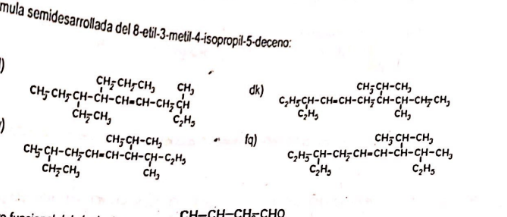 mula semidesarrollada del 8-etil-3-metil-4-isopropil-5-deceno:
)
CH₂-CH₂-CH₃ CH₃
CH₃-CH₂-CH-CH-CH=CH-CH₂-CH
CH₂-CH₃ C₂H₅
dk)
CH₃-CH-CH₃
C₂H₅-CH-CH=CH-CH₂-CH-CH-CH₂-CH₃
C₂H₅ CH₃
)
CH₃-CH-CH₃
CH₃-CH-CH₂-CH=CH-CH-CH-C₂H₅
CH₂-CH₃ CH₃
fq)
CH₃-CH-CH₃
C₂H₅-CH-CH₂-CH=CH-CH-CH-CH₃
C₂H₅ C₂H₅
CH-CH-CH₂-CHO